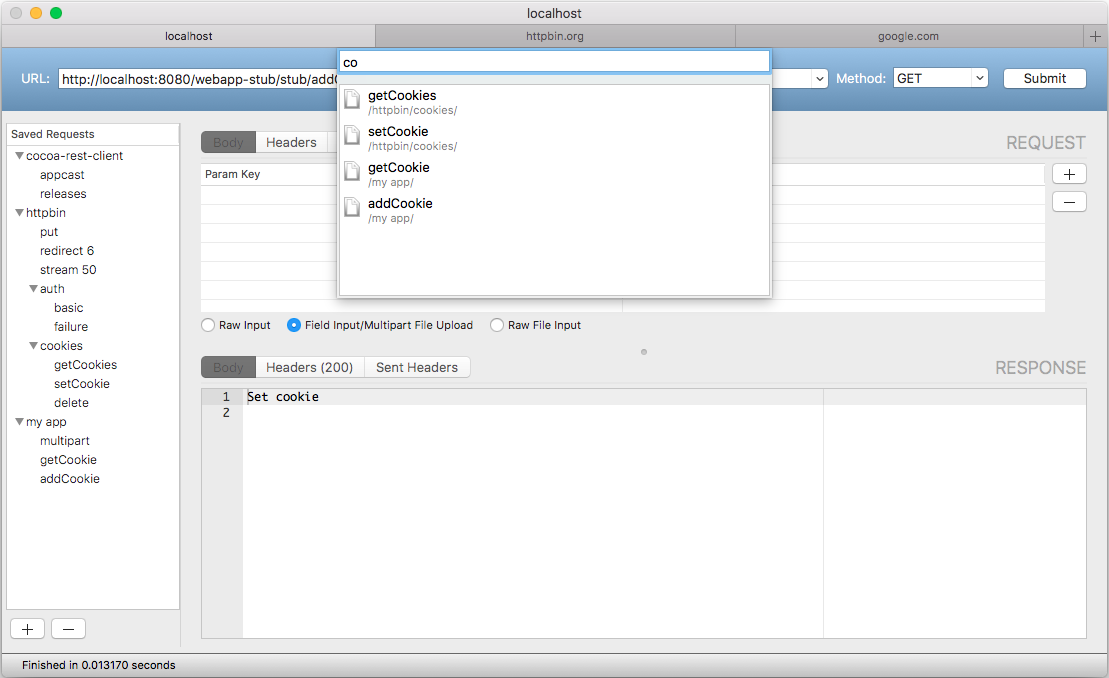 localhost
localhost httpbin.org google.com
co
URL: http://localhost:8080/webapp-stub/stub/add Method: GET Submit
getCookies
/httpbin/cookies/
setCookie
/httpbin/cookies/
getCookie
/my app/
addCookie
/my app/
Saved Requests
cocoa-rest-client
appcast
releases
httpbin
put
redirect 6
stream 50
auth
basic
failure
cookies
getCookies
setCookie
delete
my app
multipart
getCookie
addCookie
Body Headers REQUEST
Param Key
Raw Input Field Input/Multipart File Upload Raw File Input
Body Headers (200) Sent Headers RESPONSE
1 Set cookie
2
Finished in 0.013170 seconds